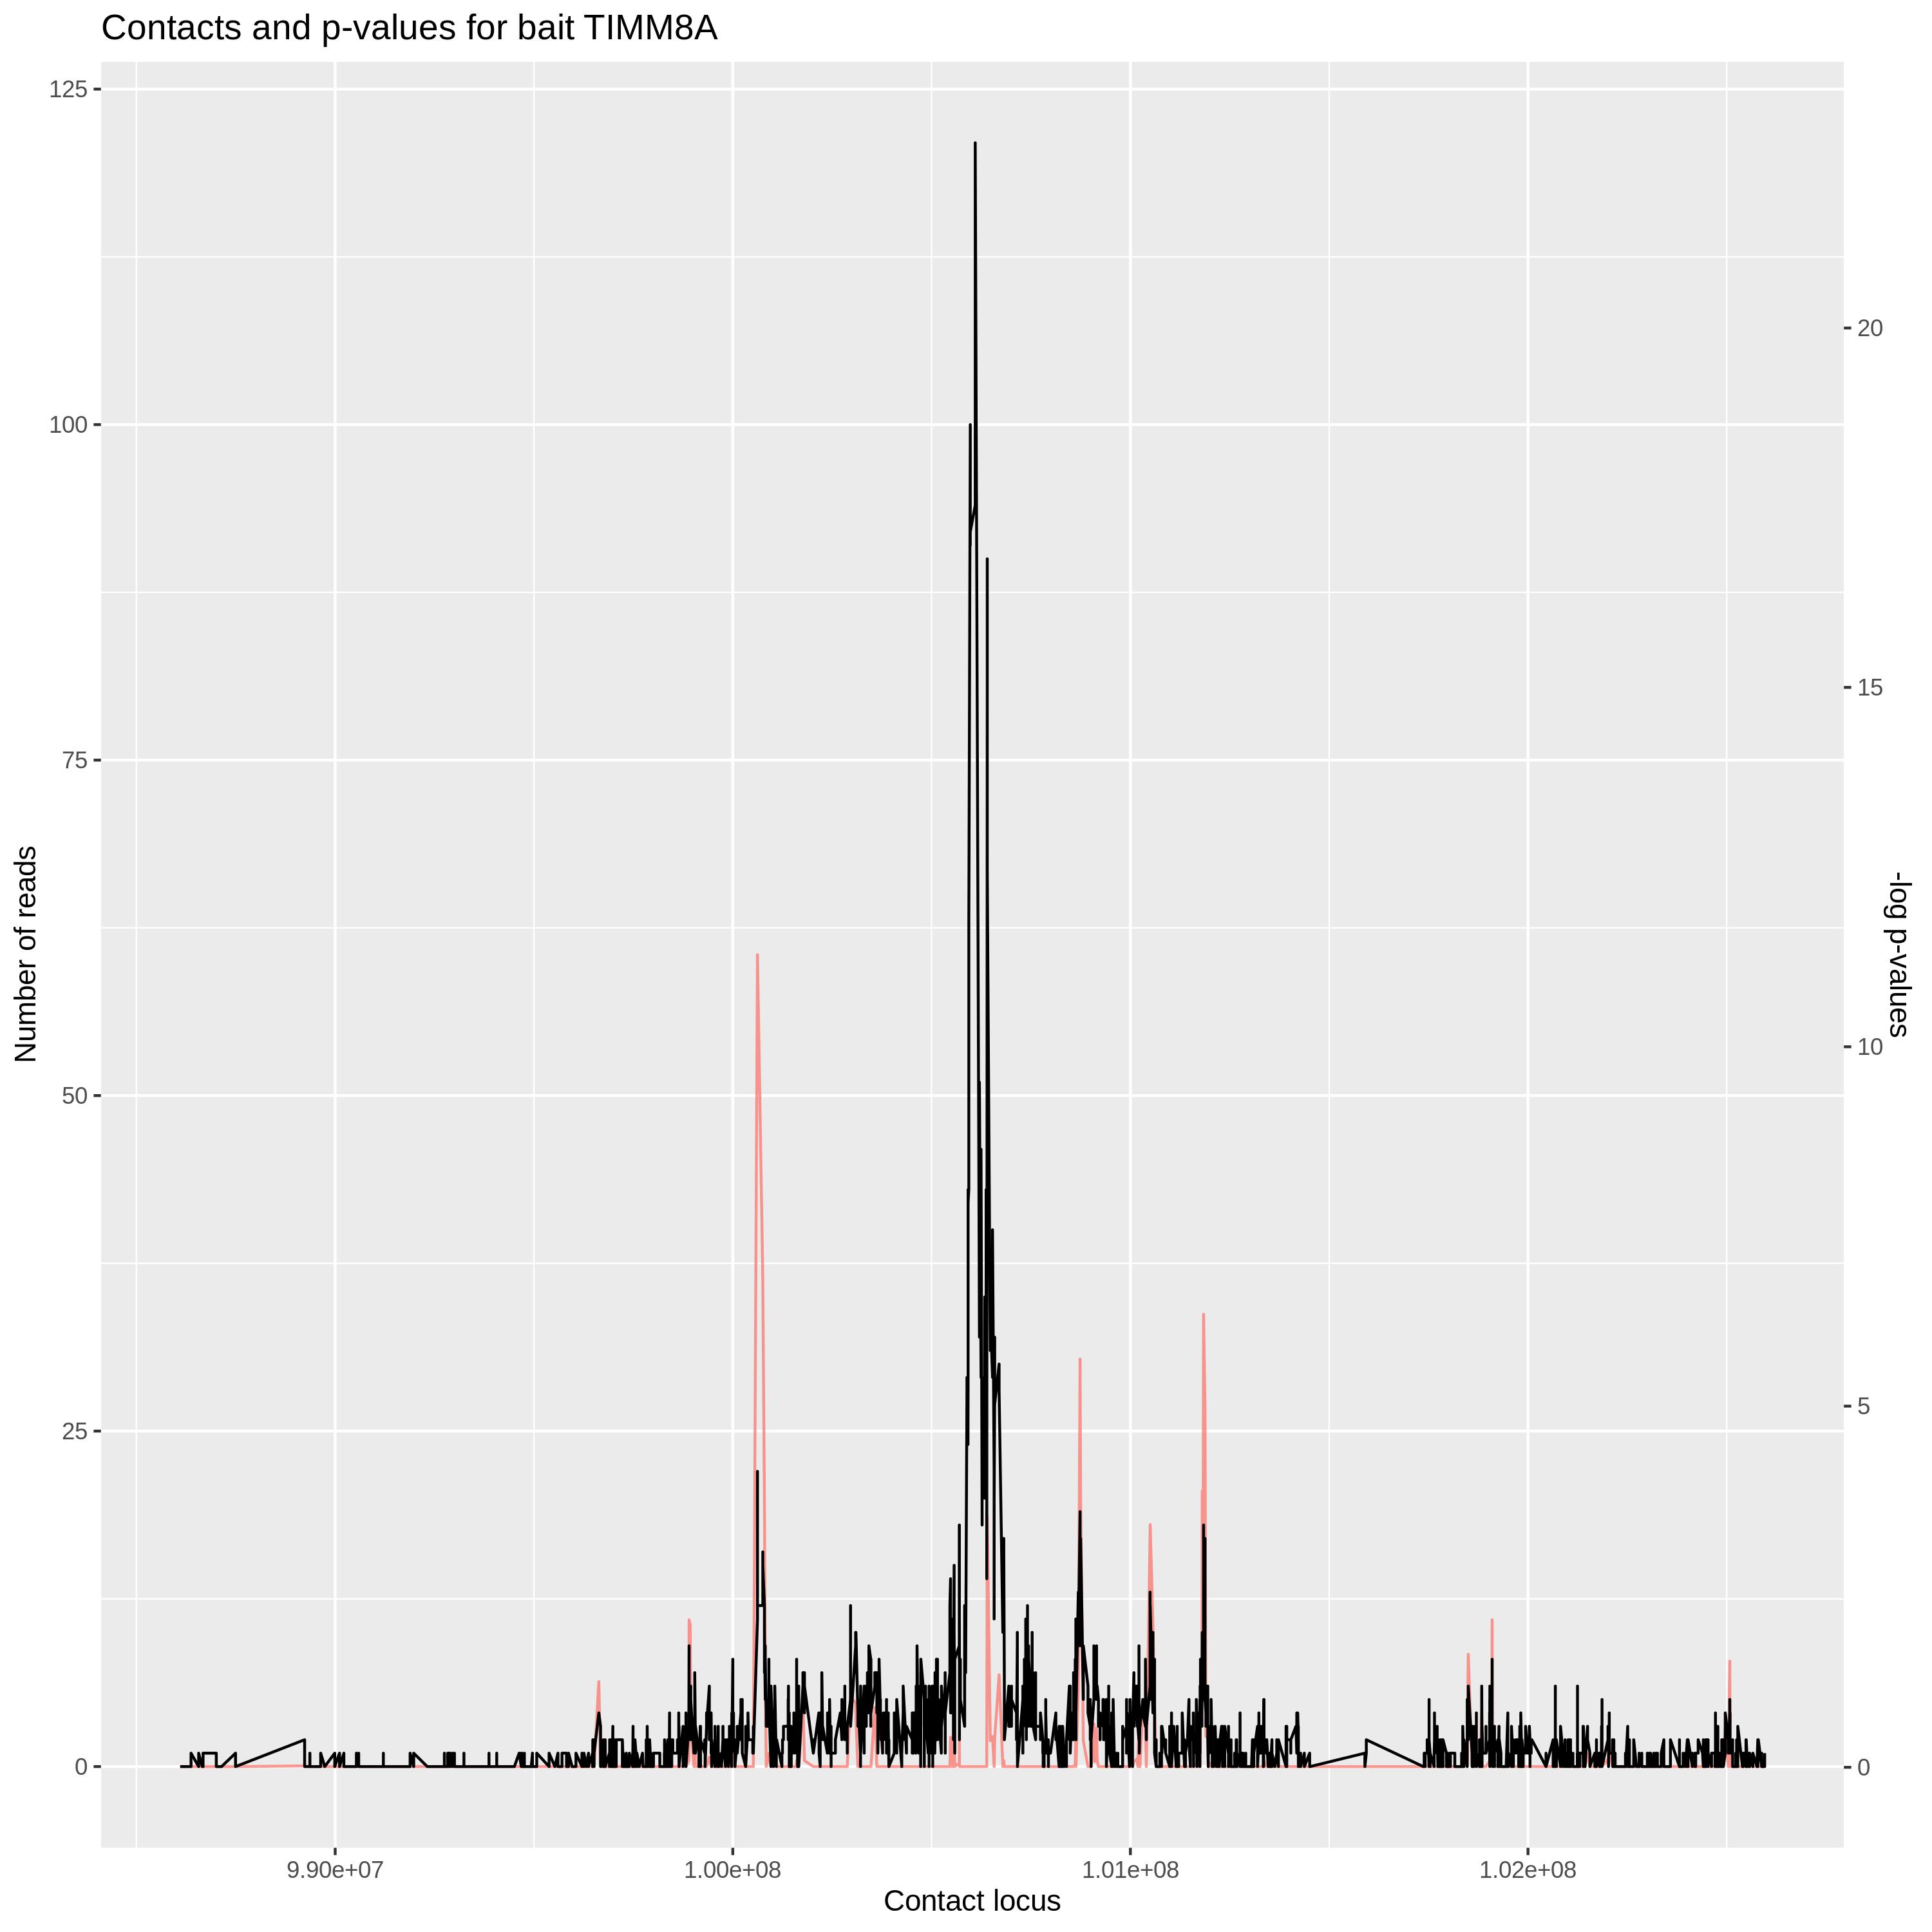 Contacts and p-values for bait TIMM8A
125
100
75
50
25
0
Number of reads
20
15
10
5
0
-log p-values
9.90e+07
1.00e+08
1.01e+08
1.02e+08
Contact locus